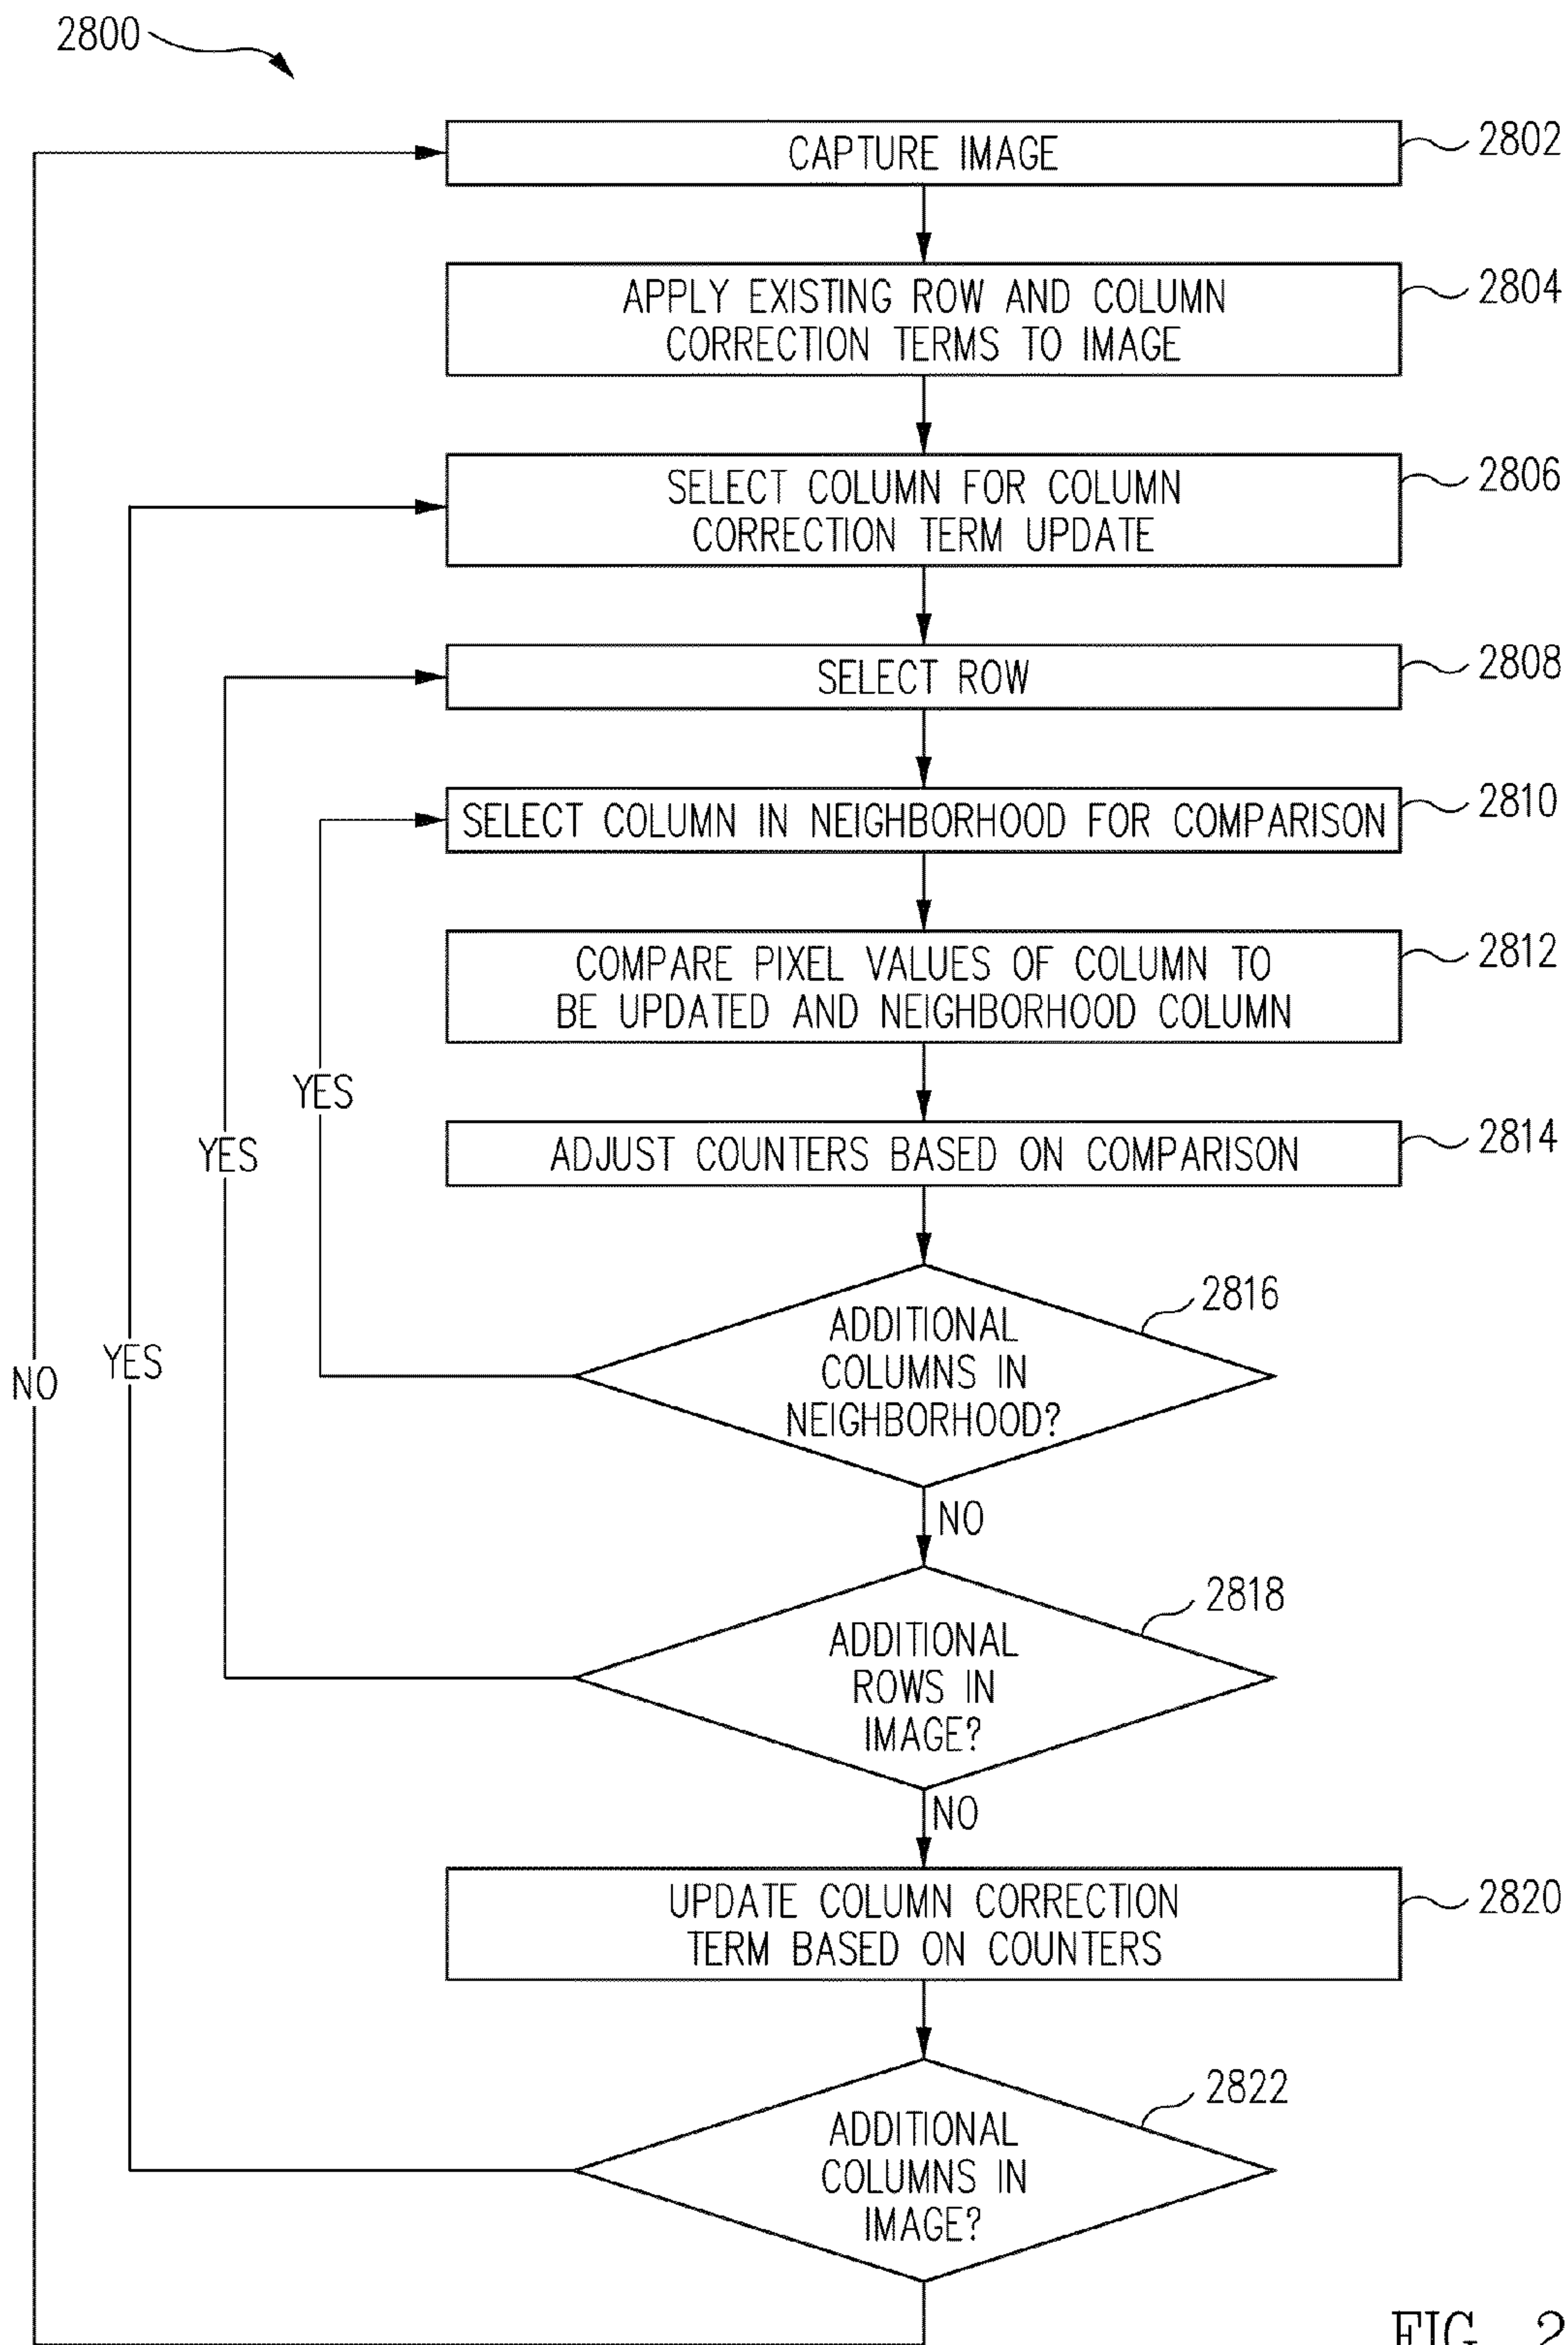 2800
CAPTURE IMAGE
2802
APPLY EXISTING ROW AND COLUMN
CORRECTION TERMS TO IMAGE
2804
SELECT COLUMN FOR COLUMN
CORRECTION TERM UPDATE
2806
SELECT ROW
2808
SELECT COLUMN IN NEIGHBORHOOD FOR COMPARISON
2810
COMPARE PIXEL VALUES OF COLUMN TO
BE UPDATED AND NEIGHBORHOOD COLUMN
2812
YES
YES
ADJUST COUNTERS BASED ON COMPARISON
2814
2816
ADDITIONAL
COLUMNS IN
NEIGHBORHOOD?
YES
NO
NO
2818
ADDITIONAL
ROWS IN
IMAGE?
NO
UPDATE COLUMN CORRECTION
TERM BASED ON COUNTERS
2820
2822
ADDITIONAL
COLUMNS IN
IMAGE?
FIG. 2